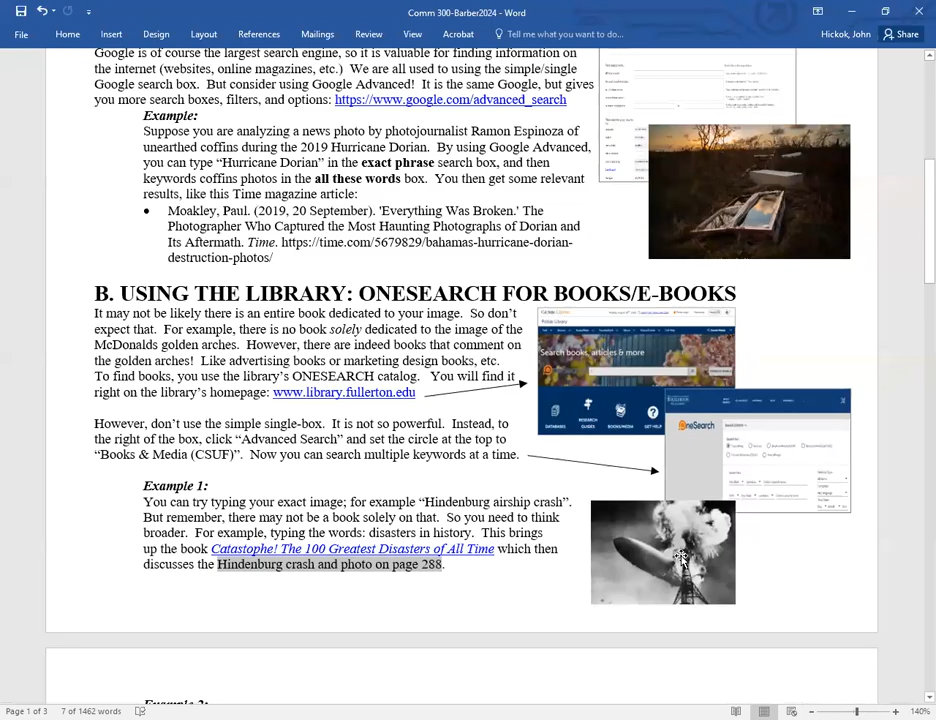 Comm 300-Barber2024 - Word
File Home Insert Design Layout References Mailings Review View Acrobat Tell me what you want to do... Hickok, John Share
Google is of course the largest search engine, so it is valuable for finding information on
the internet (websites, online magazines, etc.)  We are all used to using the simple/single
Google search box.  But consider using Google Advanced!  It is the same Google, but gives
you more search boxes, filters, and options: https://www.google.com/advanced_search
Example:
Suppose you are analyzing a news photo by photojournalist Ramon Espinoza of
unearthed coffins during the 2019 Hurricane Dorian.  By using Google Advanced,
you can type “Hurricane Dorian” in the exact phrase search box, and then
keywords coffins photos in the all these words box.  You then get some relevant
results, like this Time magazine article:
• Moakley, Paul. (2019, 20 September). 'Everything Was Broken.' The
Photographer Who Captured the Most Haunting Photographs of Dorian and
Its Aftermath. Time. https://time.com/5679829/bahamas-hurricane-dorian-
destruction-photos/
B. USING THE LIBRARY: ONESEARCH FOR BOOKS/E-BOOKS
It may not be likely there is an entire book dedicated to your image.  So don’t
expect that.  For example, there is no book solely dedicated to the image of the
McDonalds golden arches.  However, there are indeed books that comment on
the golden arches!  Like advertising books or marketing design books, etc.
To find books, you use the library’s ONESEARCH catalog.  You will find it
right on the library’s homepage: www.library.fullerton.edu
Search books, articles & more
DATABASES RESEARCH GUIDES BOOKS/MEDIA GET HELP
However, don’t use the simple single-box.  It is not so powerful.  Instead, to
the right of the box, click “Advanced Search” and set the circle at the top to
“Books & Media (CSUF)”.  Now you can search multiple keywords at a time.
OneSearch
Example 1:
You can try typing your exact image; for example “Hindenburg airship crash”.
But remember, there may not be a book solely on that.  So you need to think
broader.  For example, typing the words: disasters in history.  This brings
up the book Catastophe! The 100 Greatest Disasters of All Time which then
discusses the Hindenburg crash and photo on page 288.
Example 2:
Page 1 of 3 7 of 1462 words 140%